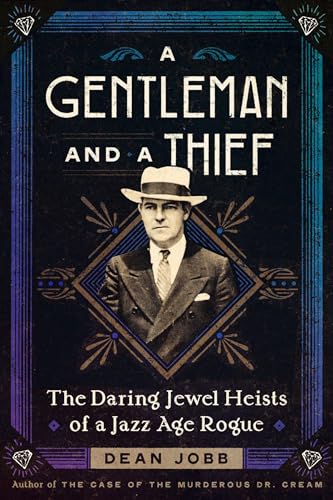 A
GENTLEMAN
AND A THIEF
The Daring Jewel Heists
of a Jazz Age Rogue
DEAN JOBB
Author of THE CASE OF THE MURDEROUS DR. CREAM